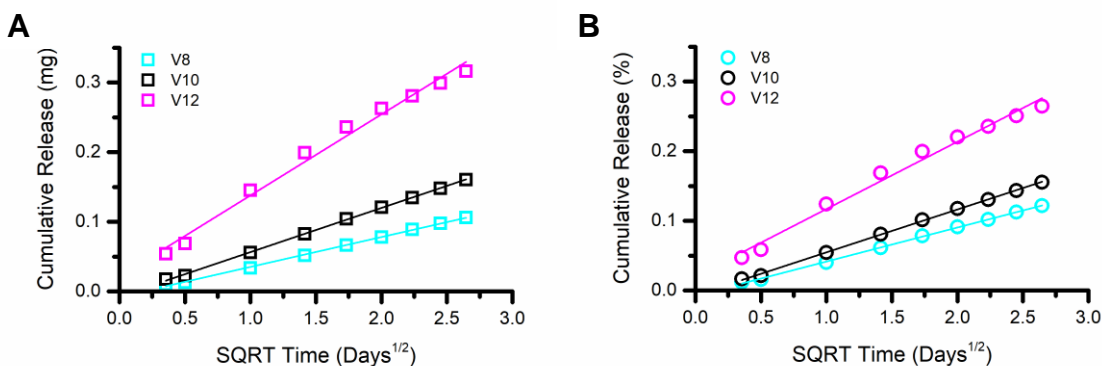 A
Cumulative Release (mg)
V8
V10
V12
0.3
0.2
0.1
0.0
0.0 0.5 1.0 1.5 2.0 2.5 3.0
SQRT Time (Days1/2)
B
Cumulative Release (%)
V8
V10
V12
0.3
0.2
0.1
0.0
0.0 0.5 1.0 1.5 2.0 2.5 3.0
SQRT Time (Days1/2)